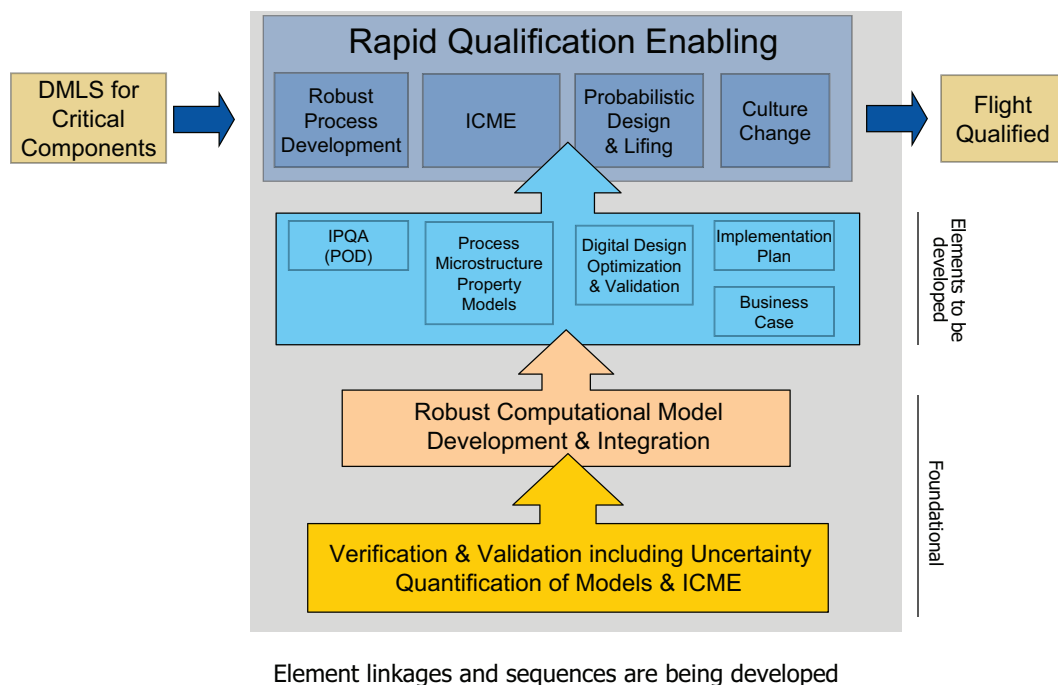 Rapid Qualification Enabling
DMLS for
Critical
Components
Robust
Process
Development
ICME
Probabilistic
Design
& Lifing
Culture
Change
Flight
Qualified
IPQA
(POD)
Process
Microstructure
Property
Models
Digital Design
Optimization
& Validation
Implementation
Plan
Business
Case
Elements to be
developed
Robust Computational Model
Development & Integration
Verification & Validation including Uncertainty
Quantification of Models & ICME
Foundational
Element linkages and sequences are being developed